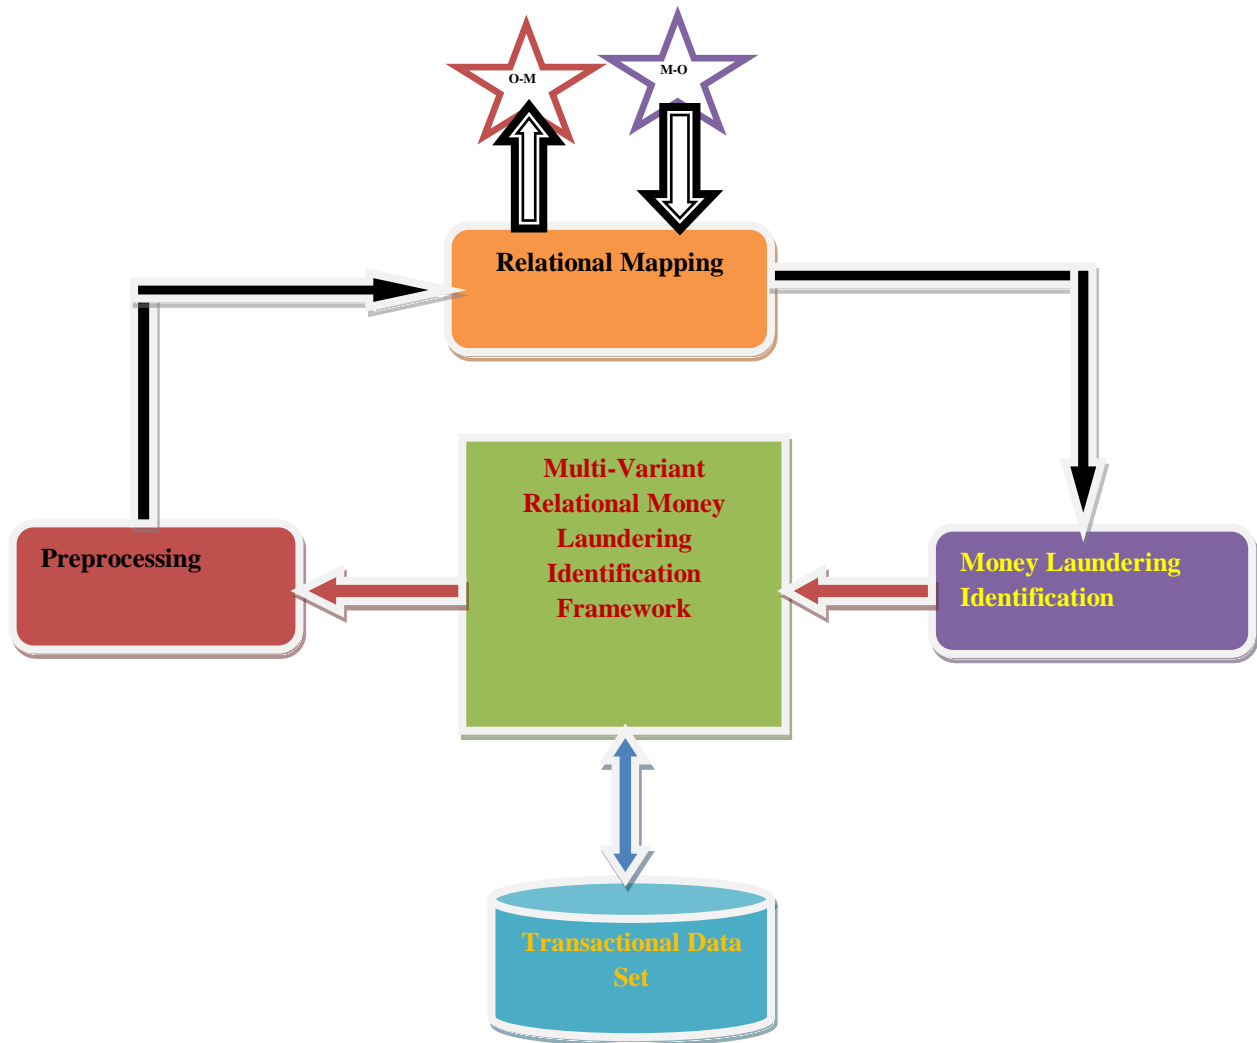 O-M
M-O
Relational Mapping
Multi-Variant
Relational Money
Laundering
Identification
Framework
Preprocessing
Money Laundering
Identification
Transactional Data
Set